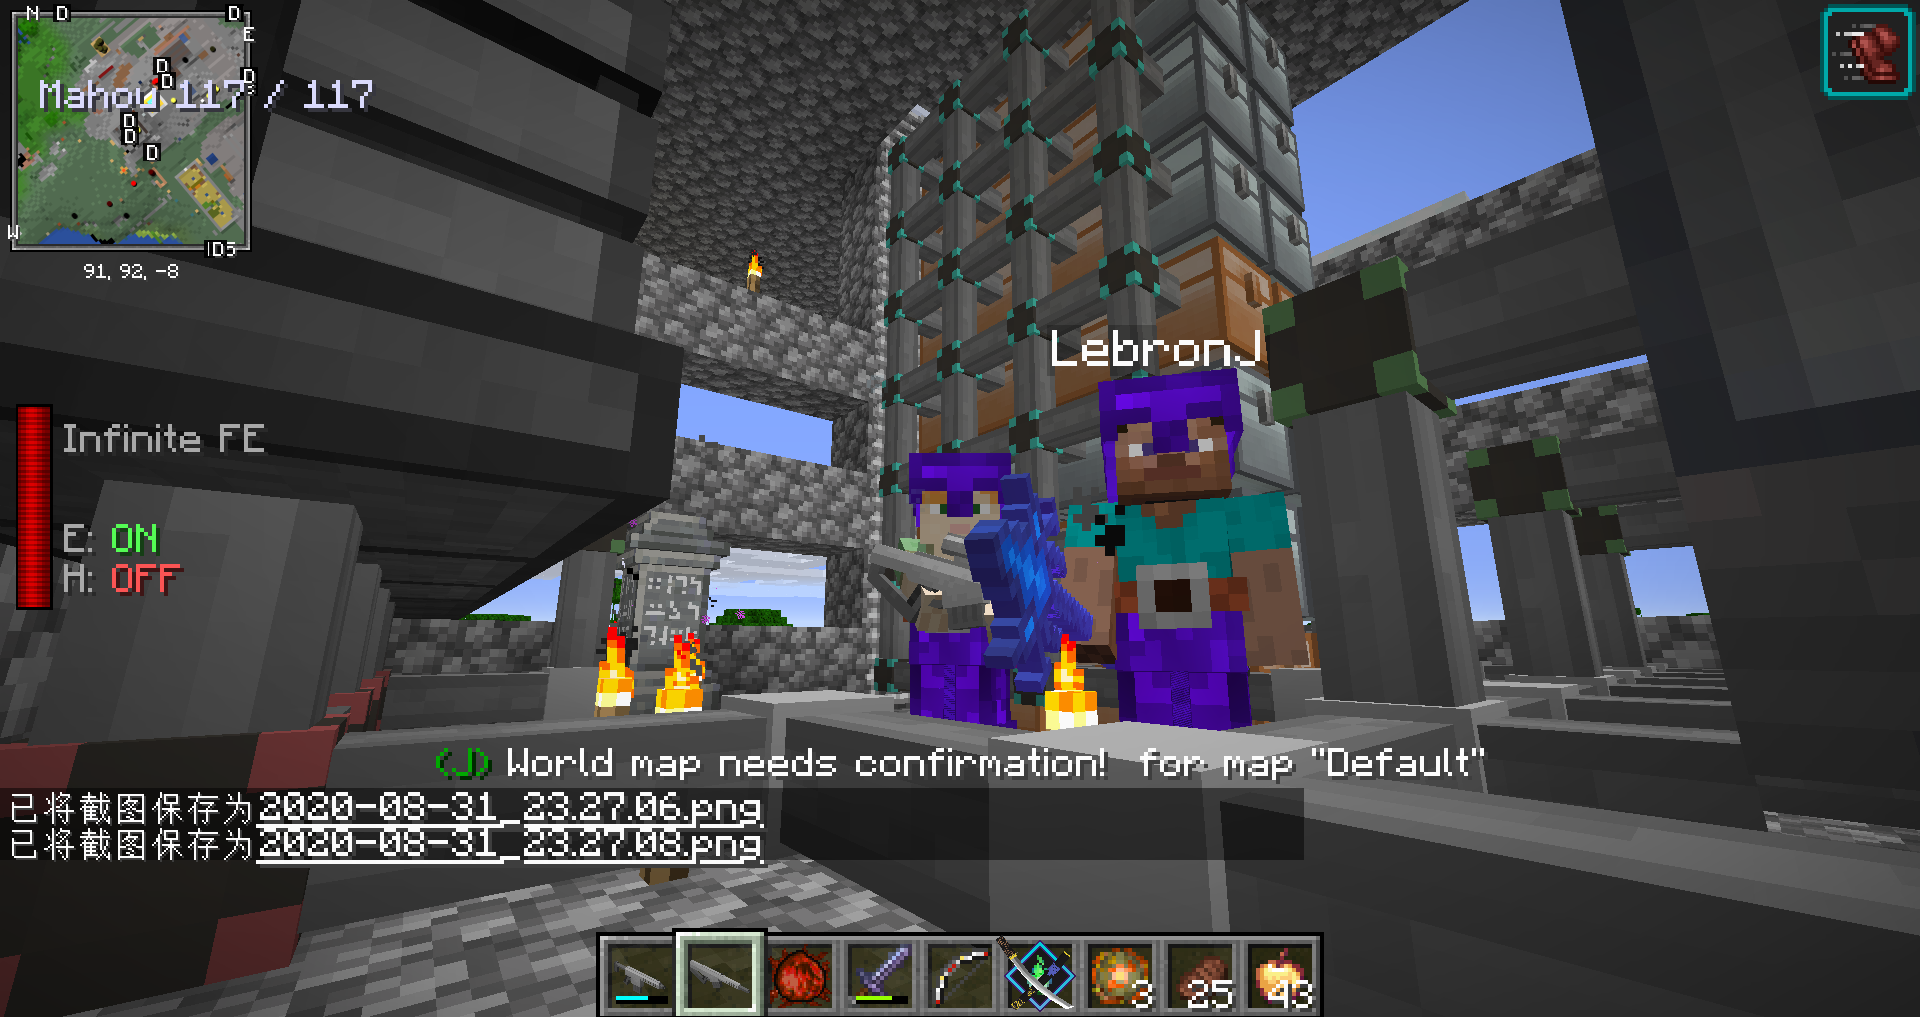 N D D
E
D
D
D
Mahou 117 / 117
D
D
D
W
ID5
91, 92, -8
LebronJ
Infinite FE
E: ON
H: OFF
(J) World map needs confirmation! for map "Default"
已将截图保存为2020-08-31_23.27.06.png
已将截图保存为2020-08-31_23.27.08.png
3 25 43